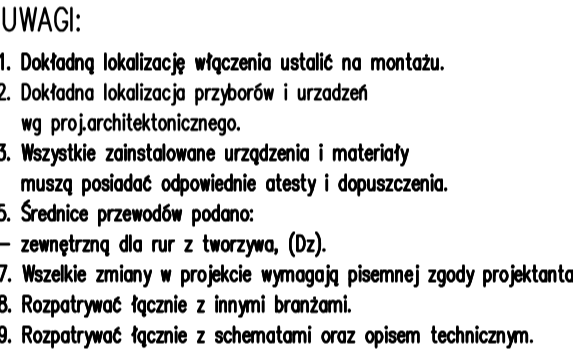 UWAGI:
1. Dokładną lokalizację włączenia ustalić na montażu.
2. Dokładna lokalizacja przyborów i urzadzeń
wg proj.architektonicznego.
3. Wszystkie zainstalowane urządzenia i materiały
muszą posiadać odpowiednie atesty i dopuszczenia.
5. Średnice przewodów podano:
– zewnętrzną dla rur z tworzywa, (Dz).
7. Wszelkie zmiany w projekcie wymagają pisemnej zgody projektanta
8. Rozpatrywać łącznie z innymi branżami.
9. Rozpatrywać łącznie z schematami oraz opisem technicznym.